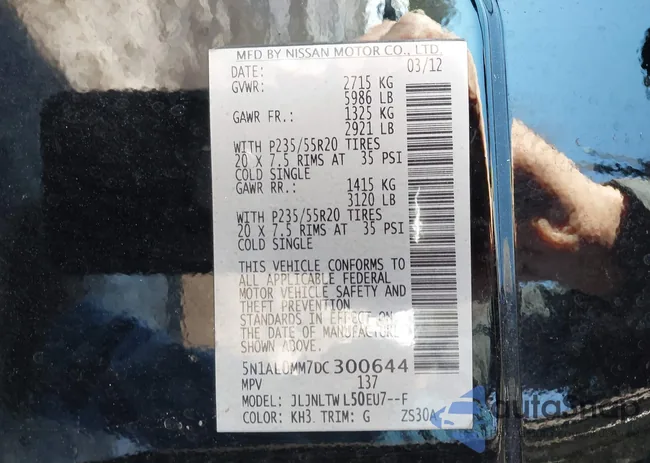 MFD BY NISSAN MOTOR CO., LTD.
DATE: 03/12
GVWR: 2715 KG
5986 LB
GAWR FR.: 1325 KG
2921 LB
WITH P235/55R20 TIRES
20 X 7.5 RIMS AT 35 PSI
COLD SINGLE
GAWR RR.: 1415 KG
3120 LB
WITH P235/55R20 TIRES
20 X 7.5 RIMS AT 35 PSI
COLD SINGLE
THIS VEHICLE CONFORMS TO
ALL APPLICABLE FEDERAL
MOTOR VEHICLE SAFETY AND
THEFT PREVENTION
STANDARDS IN EFFECT ON
THE DATE OF MANUFACTURE
SHOWN ABOVE.
5N1AL0MM7DC300644
MPV 137
MODEL: JLJNLTWL50EU7--F
COLOR: KH3 TRIM: G ZS30A
autoshop